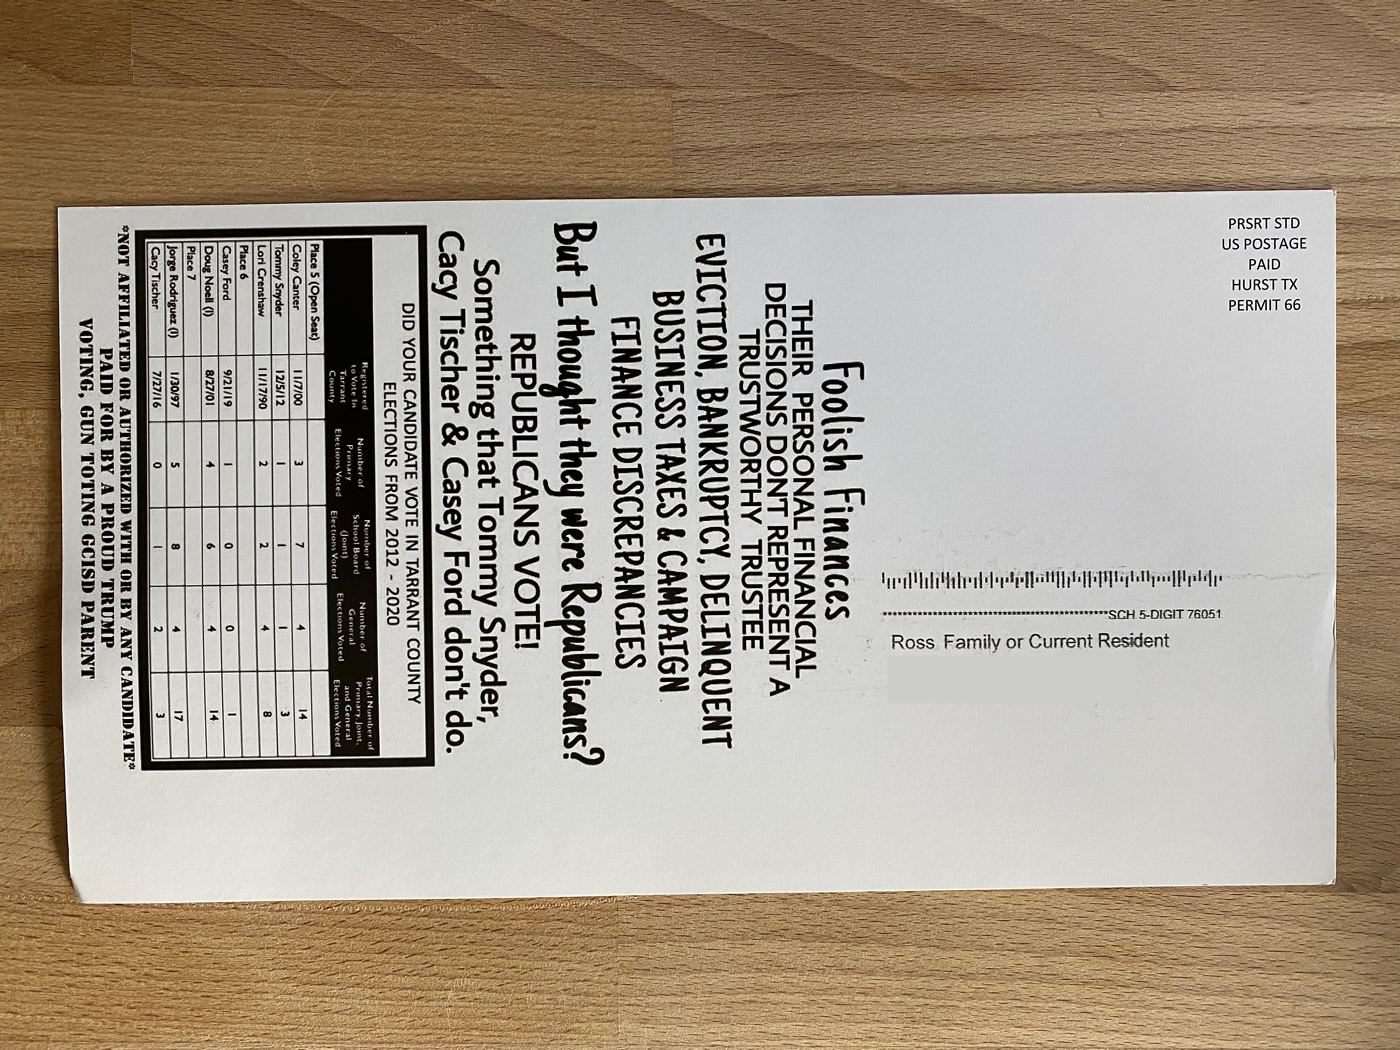 PRSRT STD
US POSTAGE
PAID
HURST TX
PERMIT 66
***********************************************SCH 5-DIGIT 76051
Ross Family or Current Resident
Foolish Finances
THEIR PERSONAL FINANCIAL
DECISIONS DON'T REPRESENT A
TRUSTWORTHY TRUSTEE
EVICTION, BANKRUPTCY, DELINQUENT
BUSINESS TAXES & CAMPAIGN
FINANCE DISCREPANCIES
But I thought they were Republicans?
REPUBLICANS VOTE!
Something that Tommy Snyder,
Cacy Tischer & Casey Ford don't do.
DID YOUR CANDIDATE VOTE IN TARRANT COUNTY
ELECTIONS FROM 2012 - 2020
Registered to Vote In Tarrant County Number of Primary Elections Voted Number of School Board (Joint) Elections Voted Number of General Elections Voted Total Number of Primary, Joint, and General Elections Voted
Place 5 (Open Seat)
Coley Canter 11/7/00 3 7 4 14
Tommy Snyder 12/5/12 1 1 1 3
Lori Crenshaw 11/17/90 2 2 4 8
Place 6
Casey Ford 9/21/19 1 0 0 1
Doug Noell (I) 8/27/01 4 6 4 14
Place 7
Jorge Rodriguez (I) 1/30/97 5 8 4 17
Cacy Tischer 7/27/16 0 1 2 3
*NOT AFFILIATED OR AUTHORIZED WITH OR BY ANY CANDIDATE*
PAID FOR BY A PROUD TRUMP
VOTING, GUN TOTING GCISD PARENT